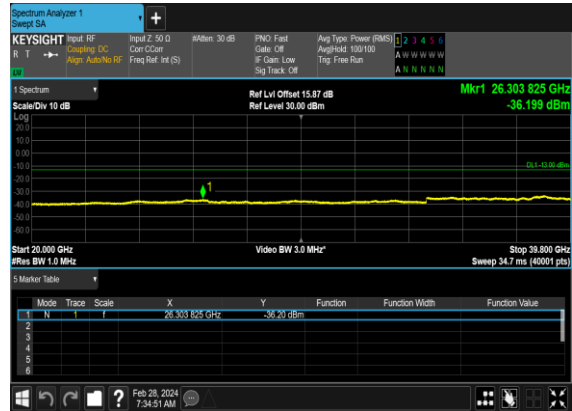 Spectrum Analyzer 1
Swept SA
+
KEYSIGHT Input: RF Input Z: 50 Ω #Atten: 30 dB PNO: Fast Avg Type: Power (RMS) 1 2 3 4 5 6
R T Coupling: DC Corr CCorr Gate: Off Avg|Hold: 100/100 A W W W W W
Align: Auto/No RF Freq Ref: Int (S) IF Gain: Low Trig: Free Run
Sig Track: Off A N N N N N
1 Spectrum
Ref Lvl Offset 15.87 dB Mkr1 26.303 825 GHz
Scale/Div 10 dB Ref Level 30.00 dBm -36.199 dBm
Log
20.0
10.0
0.00
-10.0 DL1 -13.00 dBm
-20.0
-30.0 1
-40.0
-50.0
-60.0
Start 20.000 GHz Video BW 3.0 MHz* Stop 39.800 GHz
#Res BW 1.0 MHz Sweep 34.7 ms (40001 pts)
5 Marker Table
Mode Trace Scale X Y Function Function Width Function Value
1 N 1 f 26.303 825 GHz -36.20 dBm
2
3
4
5
6
? Feb 28, 2024
7:34:51 AM